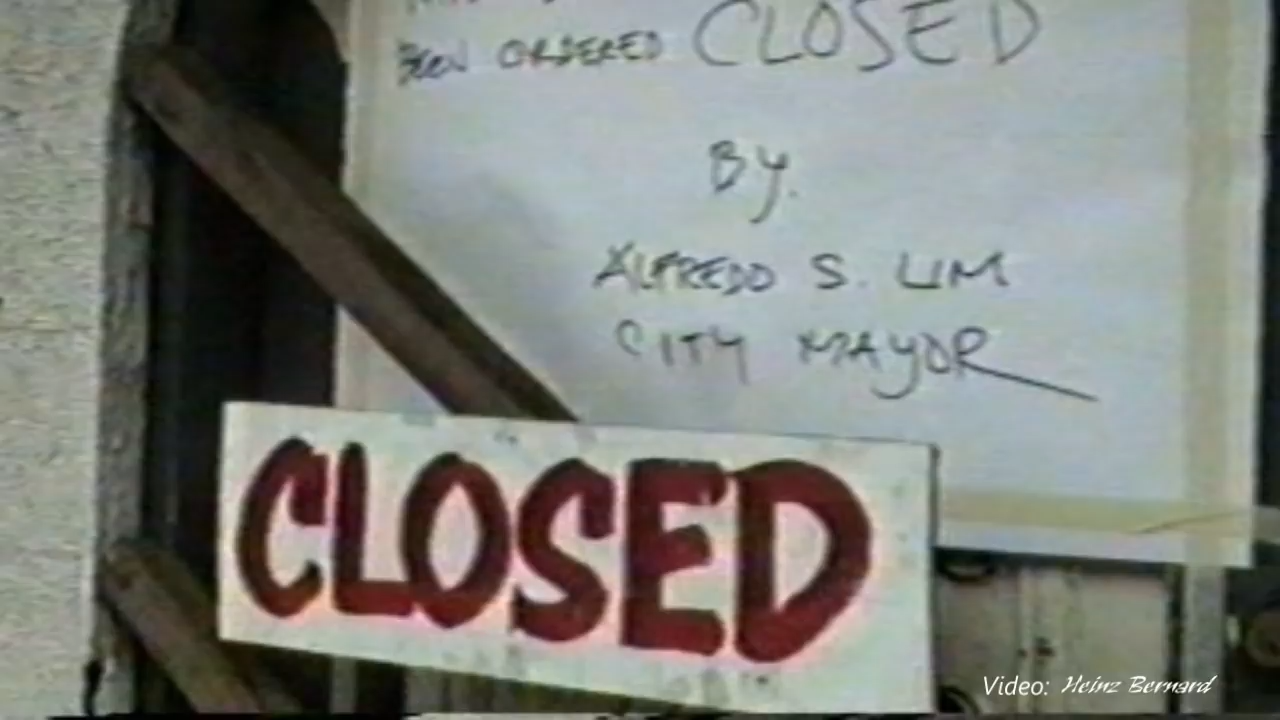 BEEN ORDERED CLOSED
By.
ALFREDO S. LIM
CITY MAYOR
CLOSED
Video: Heinz Bernard